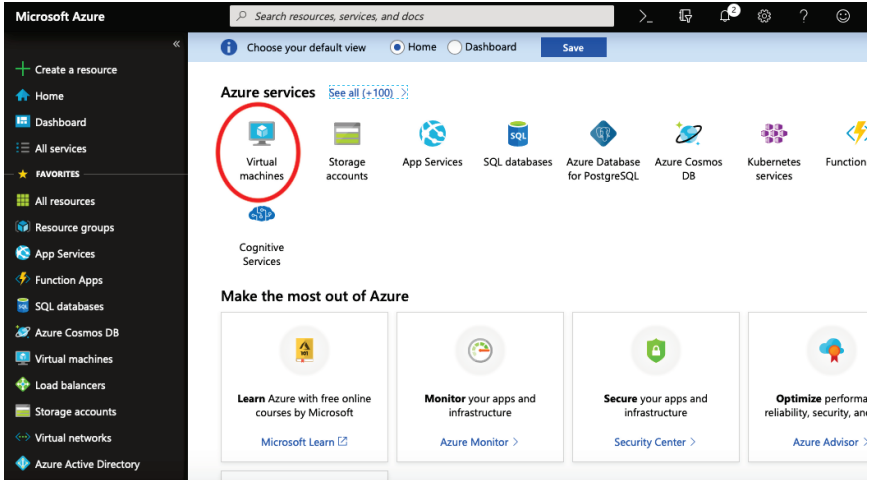 Microsoft Azure
Search resources, services, and docs
2
Choose your default view
Home
Dashboard
Save
Create a resource
Home
Dashboard
All services
FAVORITES
All resources
Resource groups
App Services
Function Apps
SQL databases
Azure Cosmos DB
Virtual machines
Load balancers
Storage accounts
Virtual networks
Azure Active Directory
Azure services
See all (+100)
Virtual
machines
Storage
accounts
App Services
SQL
SQL databases
Azure Database
for PostgreSQL
Azure Cosmos
DB
Kubernetes
services
Function
Cognitive
Services
Make the most out of Azure
Learn Azure with free online
courses by Microsoft
Microsoft Learn
Monitor your apps and
infrastructure
Azure Monitor
Secure your apps and
infrastructure
Security Center
Optimize performa
reliability, security, an
Azure Advisor